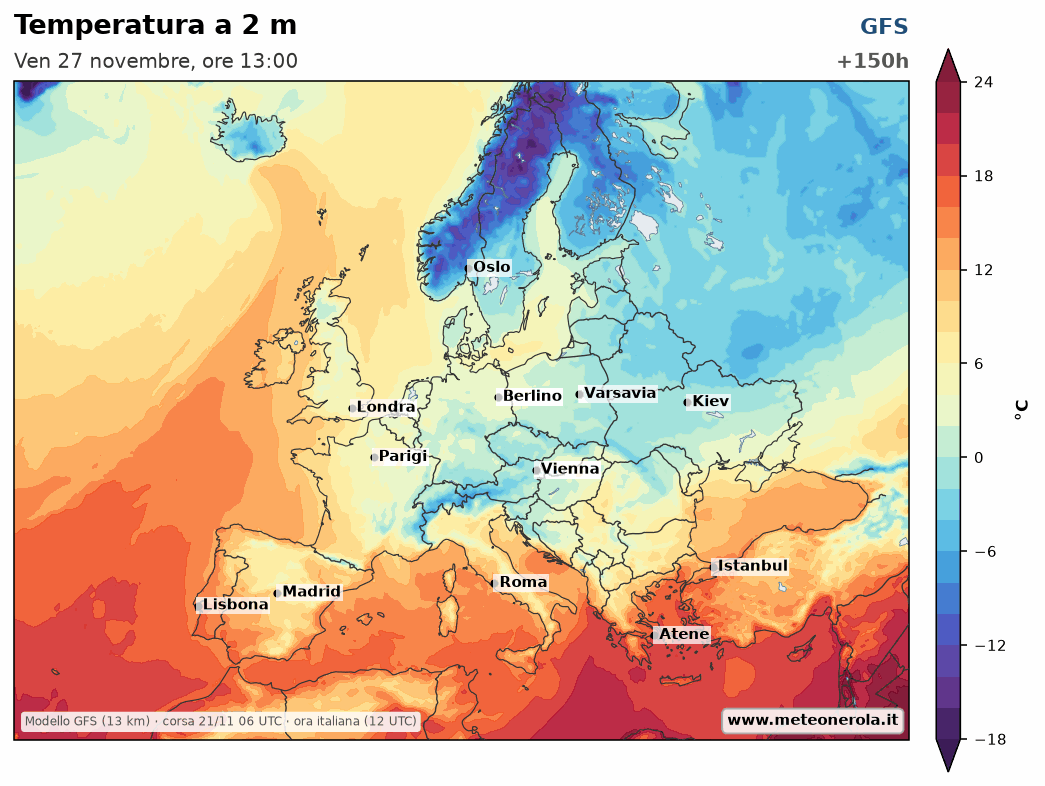 Temperatura a 2 m
GFS
Ven 27 novembre, ore 13:00
+150h
24
18
12
6
0
−6
−12
−18
°C
Oslo
Londra
Berlino
Varsavia
Kiev
Parigi
Vienna
Istanbul
Roma
Madrid
Lisbona
Atene
Modello GFS (13 km) · corsa 21/11 06 UTC · ora italiana (12 UTC)
www.meteonerola.it